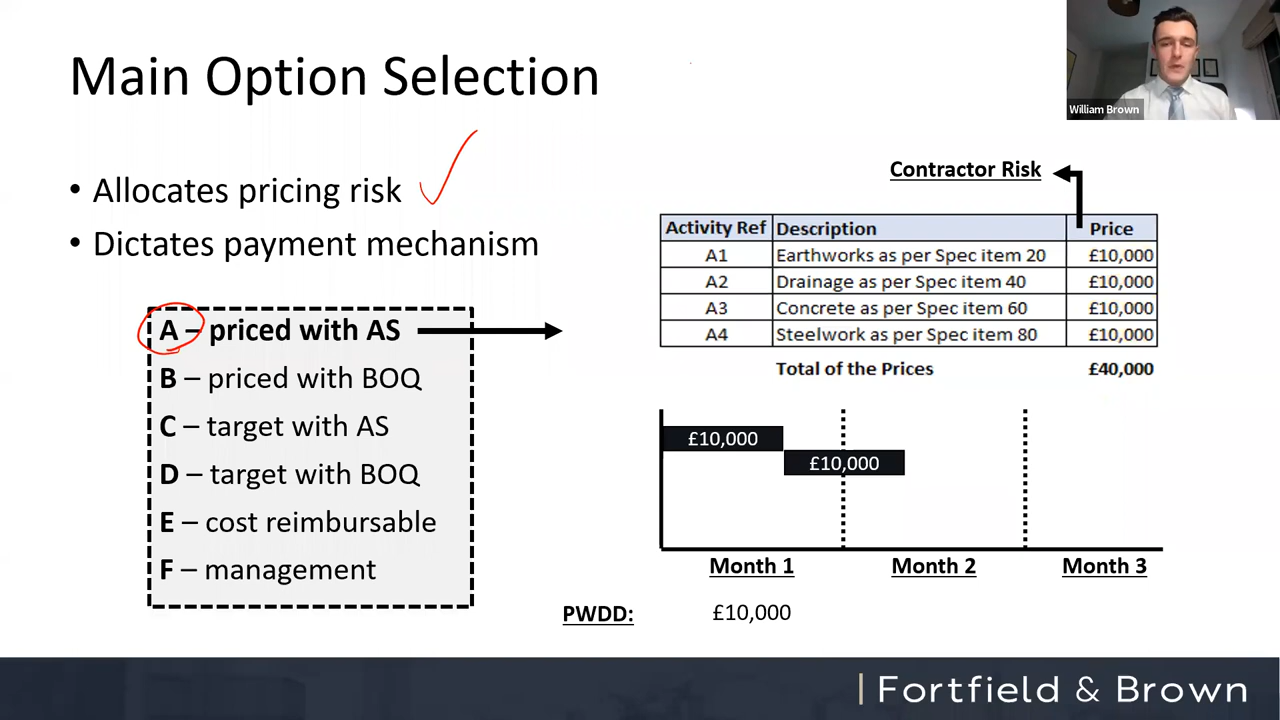 Main Option Selection
William Brown
• Allocates pricing risk
• Dictates payment mechanism
A – priced with AS
B – priced with BOQ
C – target with AS
D – target with BOQ
E – cost reimbursable
F – management
Contractor Risk
Activity Ref Description Price
A1 Earthworks as per Spec item 20 £10,000
A2 Drainage as per Spec item 40 £10,000
A3 Concrete as per Spec item 60 £10,000
A4 Steelwork as per Spec item 80 £10,000
Total of the Prices £40,000
£10,000
£10,000
Month 1 Month 2 Month 3
PWDD: £10,000
| Fortfield & Brown